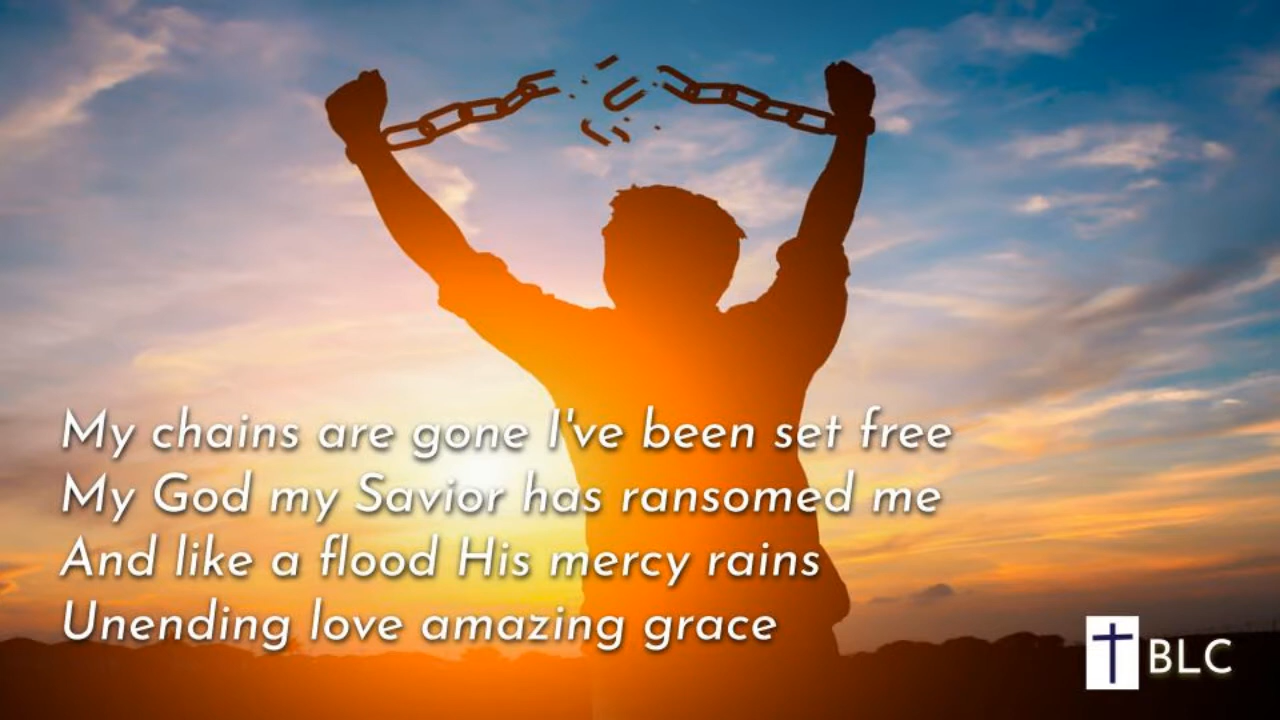 My chains are gone I've been set free
My God my Savior has ransomed me
And like a flood His mercy rains
Unending love amazing grace
BLC